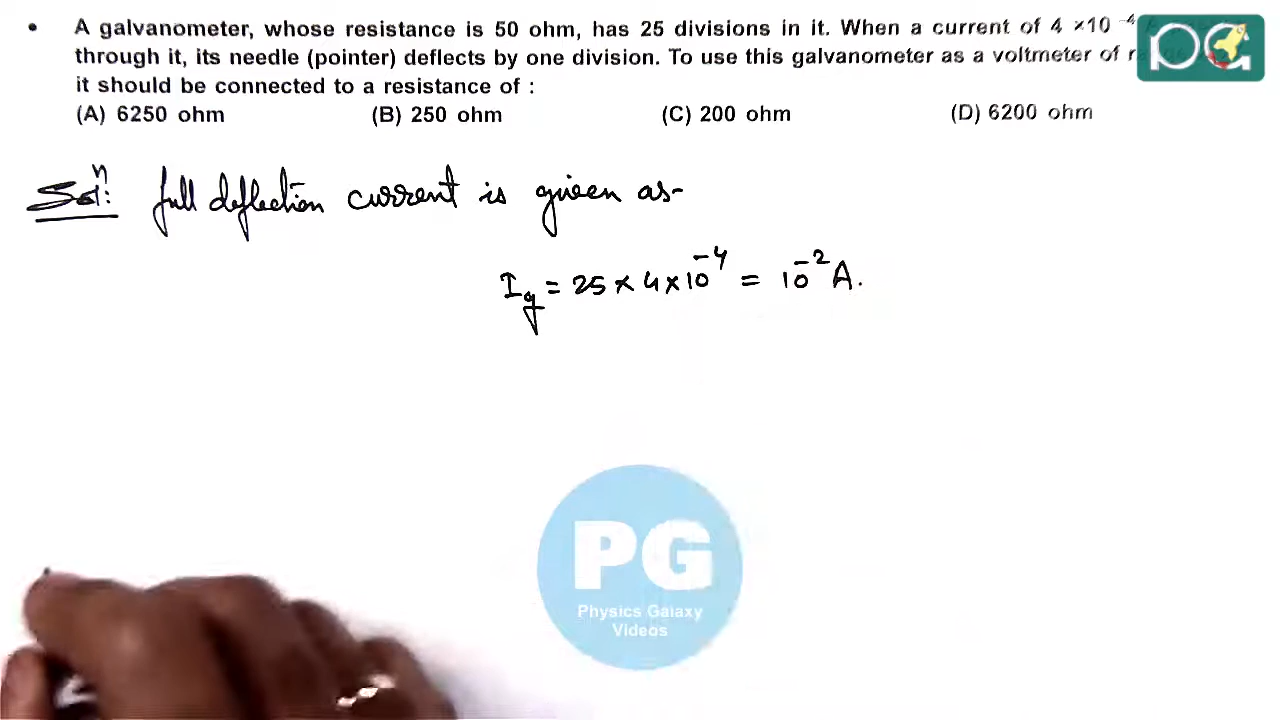 • A galvanometer, whose resistance is 50 ohm, has 25 divisions in it. When a current of 4 ×10⁻⁴
through it, its needle (pointer) deflects by one division. To use this galvanometer as a voltmeter of
it should be connected to a resistance of :
(A) 6250 ohm (B) 250 ohm (C) 200 ohm (D) 6200 ohm
Solⁿ: full deflection current is given as-
I_g = 25 × 4 × 10⁻⁴ = 10⁻² A.
PG
Physics Galaxy
Videos
pG